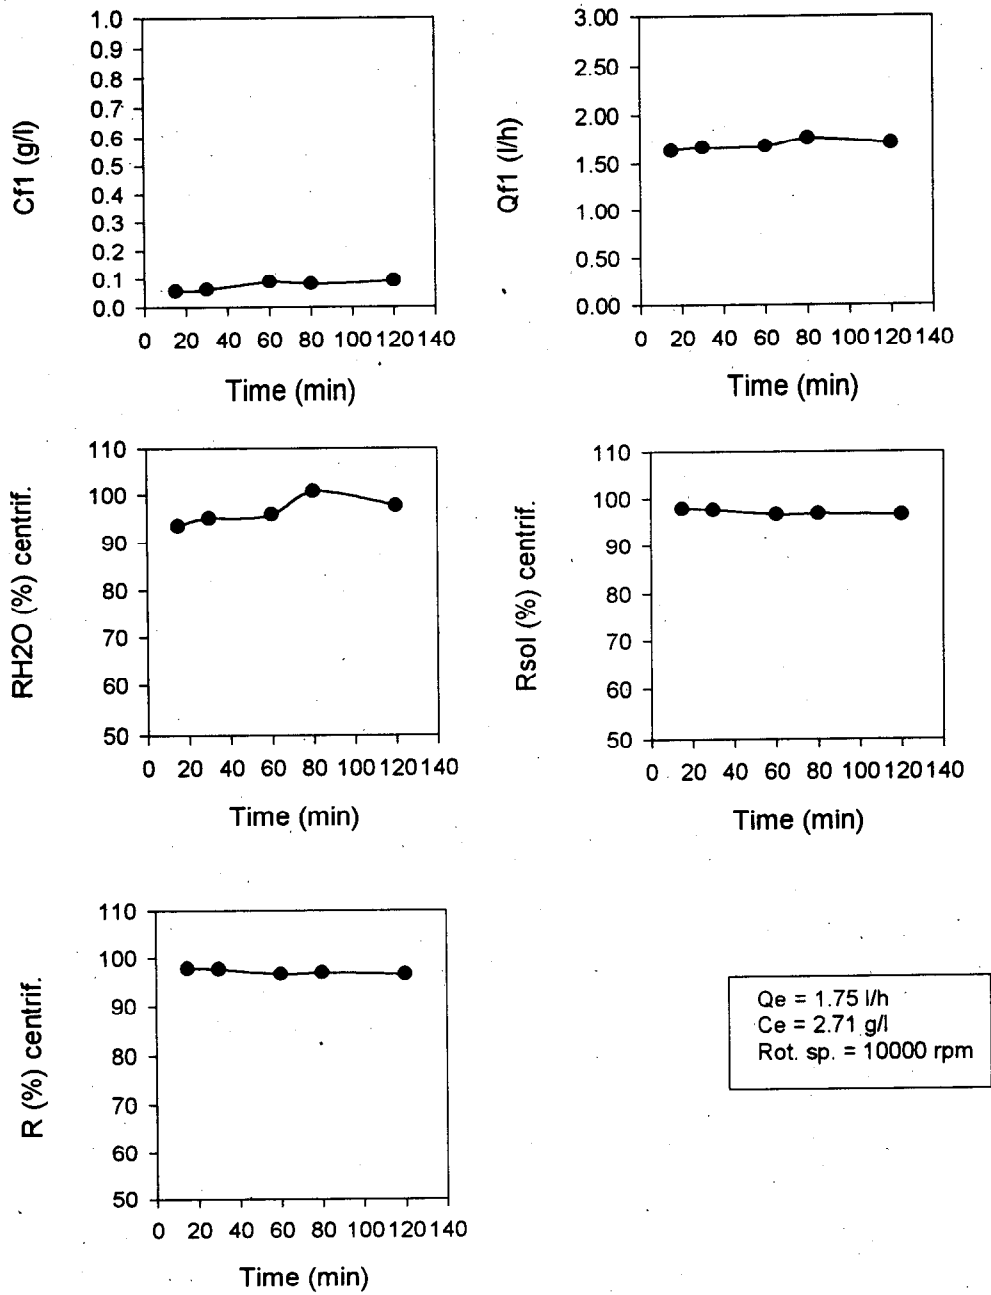 Cf1 (g/l)
1.0
0.9
0.8
0.7
0.6
0.5
0.4
0.3
0.2
0.1
0.0
0 20 40 60 80 100 120 140
Time (min)
Qf1 (l/h)
3.00
2.50
2.00
1.50
1.00
0.50
0.00
0 20 40 60 80 100 120 140
Time (min)
RH2O (%) centrif.
110
100
90
80
70
60
50
0 20 40 60 80 100 120 140
Time (min)
Rsol (%) centrif.
110
100
90
80
70
60
50
0 20 40 60 80 100 120 140
Time (min)
R (%) centrif.
110
100
90
80
70
60
50
0 20 40 60 80 100 120 140
Time (min)
Qe = 1.75 l/h
Ce = 2.71 g/l
Rot. sp. = 10000 rpm